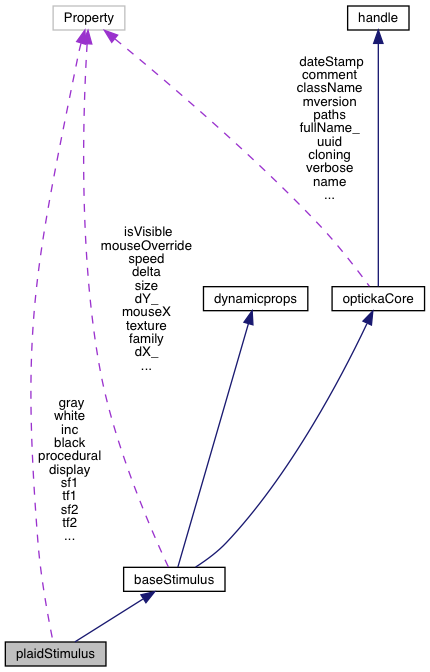 Property
handle
dateStamp
comment
className
mversion
paths
fullName_
uuid
cloning
verbose
name
...
isVisible
mouseOverride
speed
delta
size
dY_
mouseX
texture
family
dX_
...
dynamicprops
optickaCore
gray
white
inc
black
procedural
display
sf1
tf1
sf2
tf2
...
baseStimulus
plaidStimulus